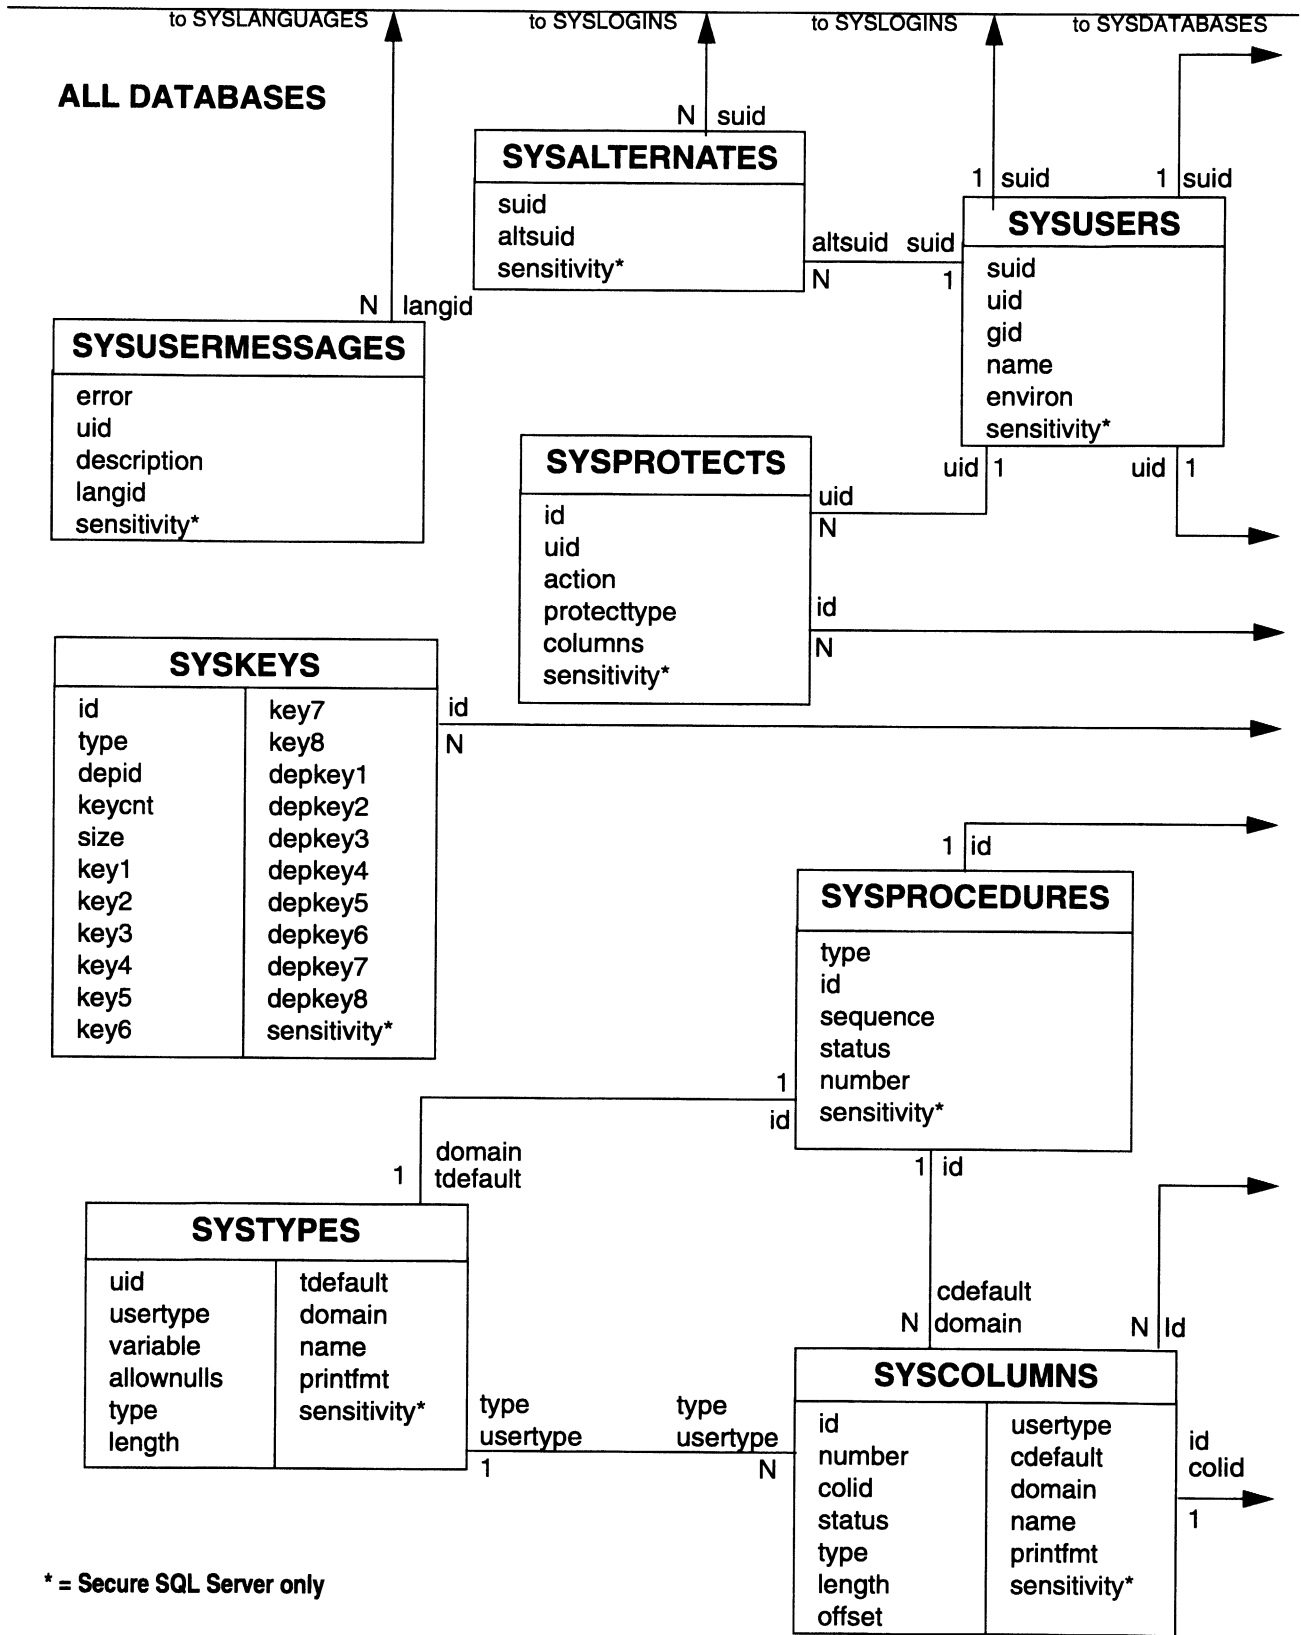 to SYSLANGUAGES
to SYSLOGINS
to SYSLOGINS
to SYSDATABASES
ALL DATABASES
N suid
SYSALTERNATES
suid
altsuid
sensitivity*
1 suid
1 suid
SYSUSERS
suid
uid
gid
name
environ
sensitivity*
altsuid suid
N 1
N langid
SYSUSERMESSAGES
error
uid
description
langid
sensitivity*
uid 1
uid 1
SYSPROTECTS
id
uid
action
protecttype
columns
sensitivity*
uid
N
id
N
SYSKEYS
id
type
depid
keycnt
size
key1
key2
key3
key4
key5
key6
key7
key8
depkey1
depkey2
depkey3
depkey4
depkey5
depkey6
depkey7
depkey8
sensitivity*
id
N
1 id
SYSPROCEDURES
type
id
sequence
status
number
sensitivity*
1
id
domain
1 tdefault
1 id
SYSTYPES
uid
usertype
variable
allownulls
type
length
tdefault
domain
name
printfmt
sensitivity*
cdefault
N domain
N Id
type
usertype
1
type
usertype
N
SYSCOLUMNS
id
number
colid
status
type
length
offset
usertype
cdefault
domain
name
printfmt
sensitivity*
id
colid
1
* = Secure SQL Server only